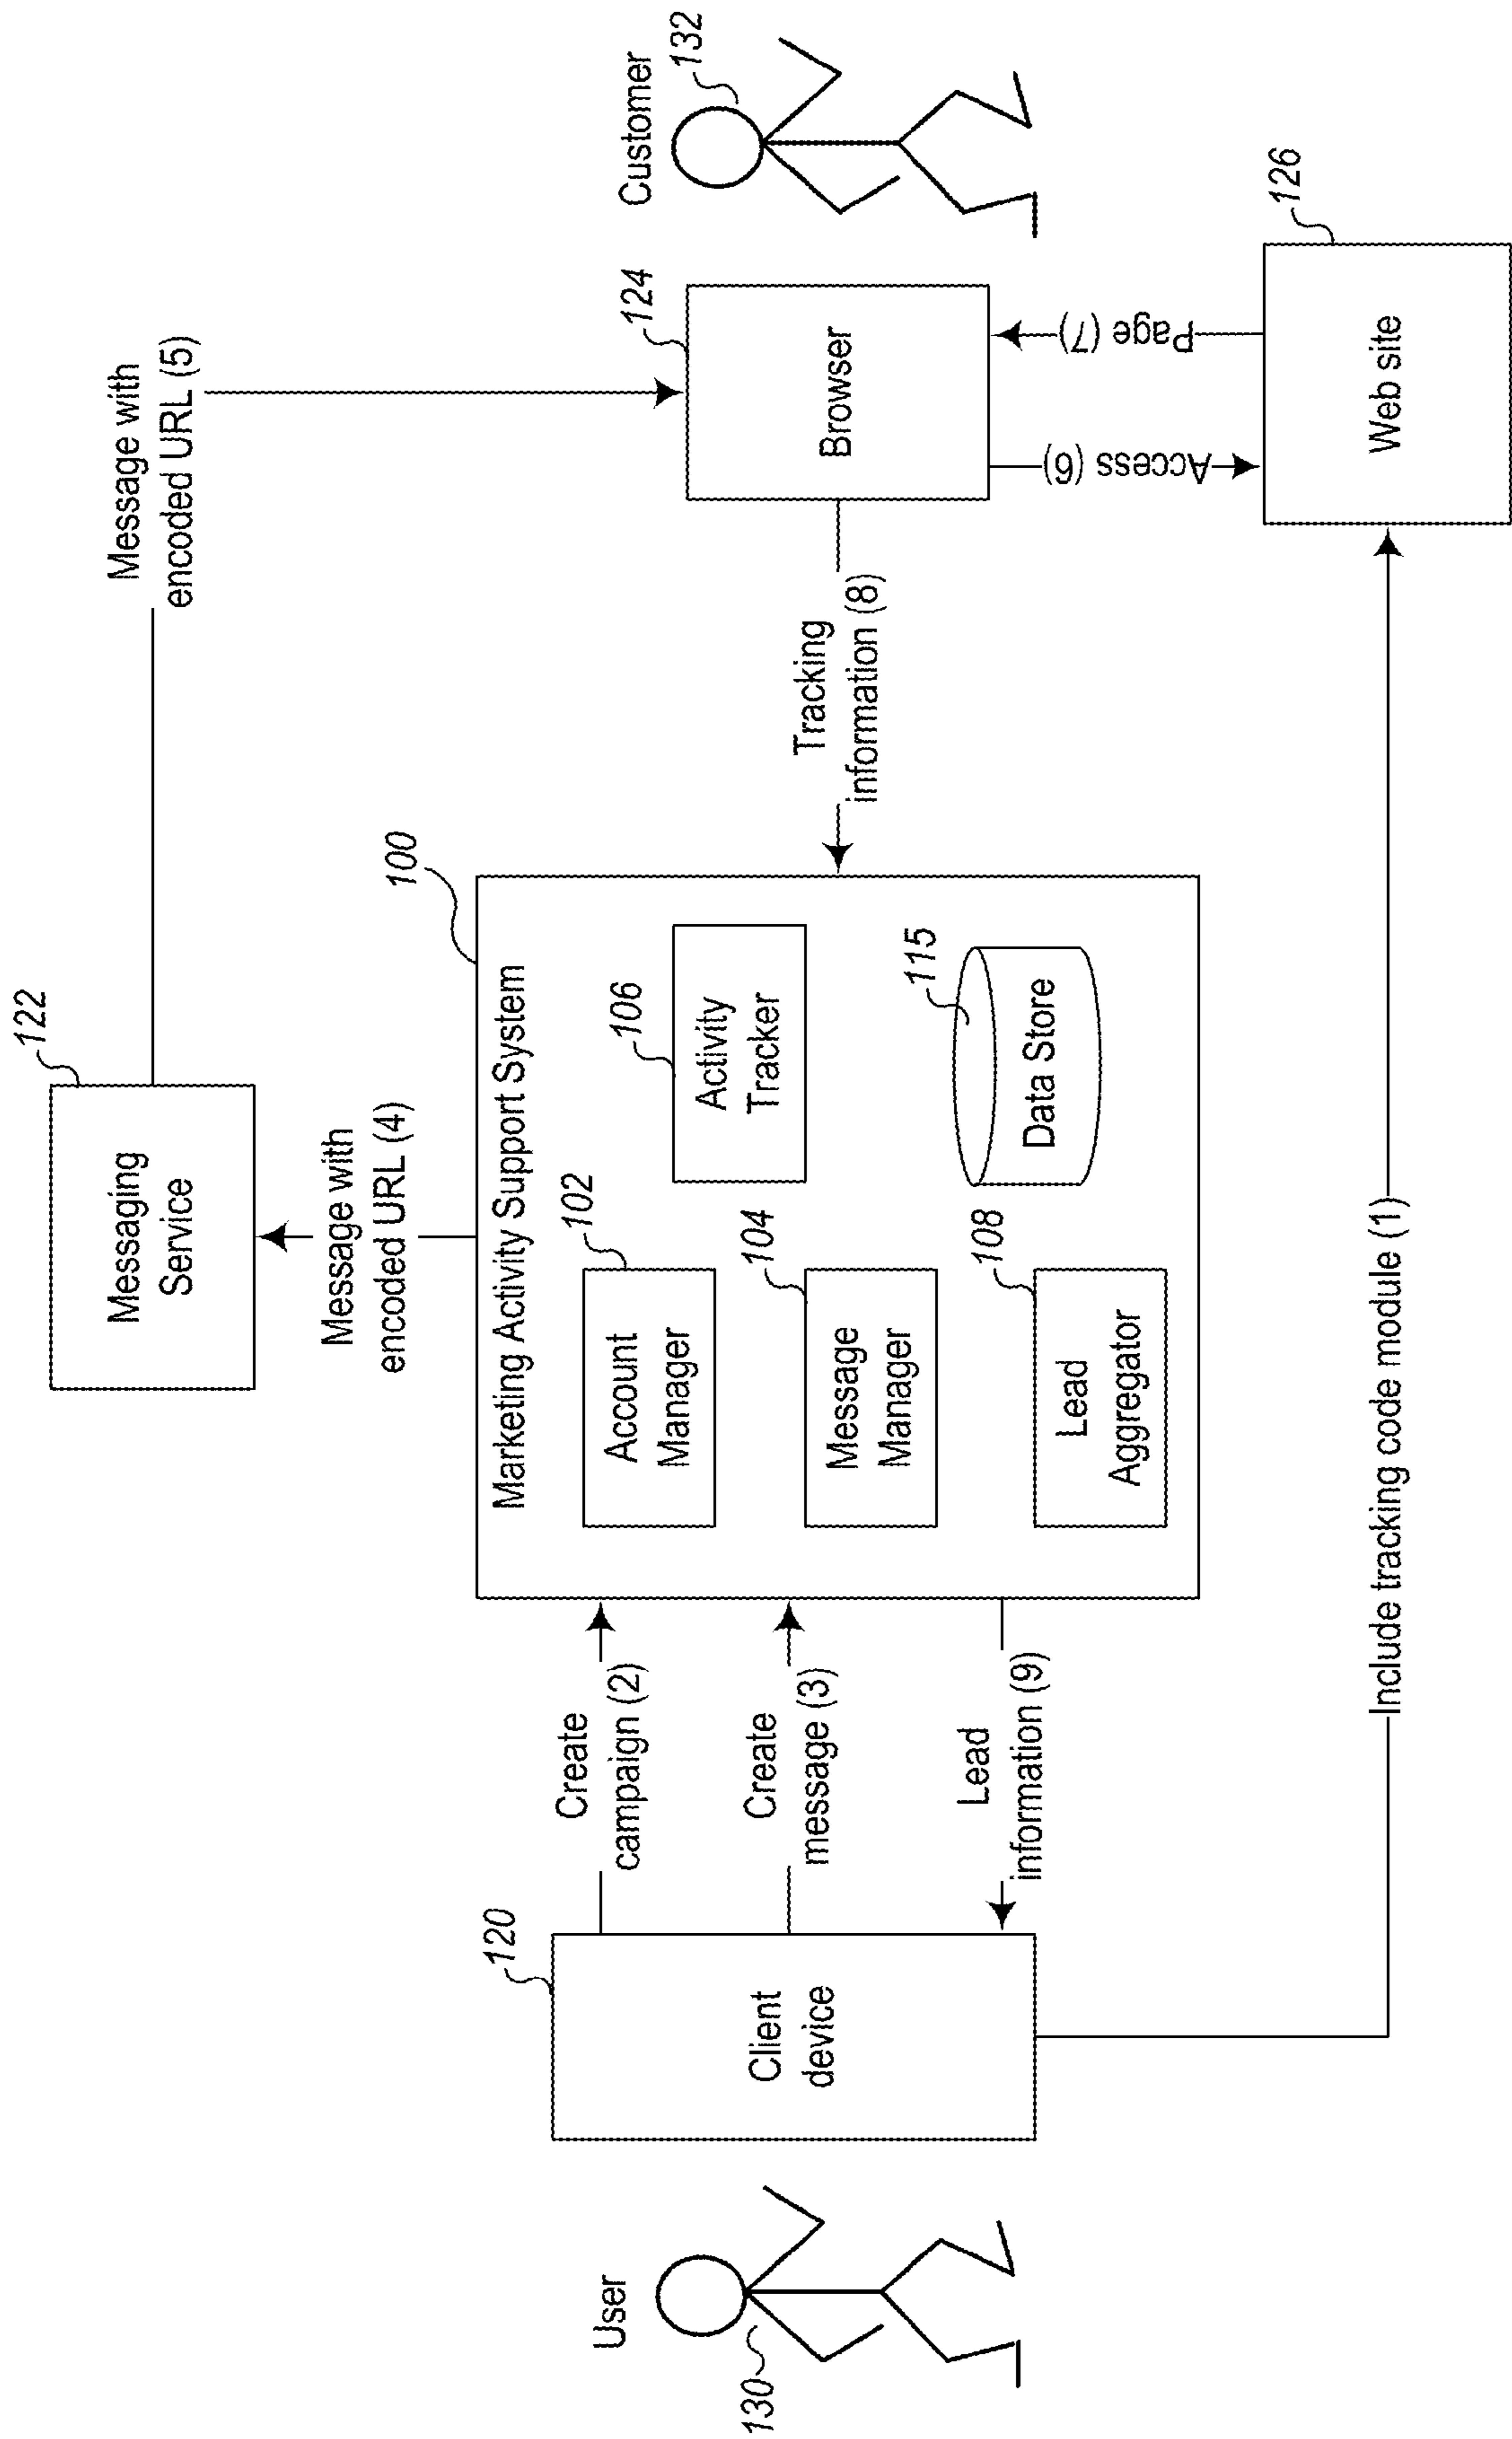 122
Messaging
Service
Message with
encoded URL (5)
Message with
encoded URL (4)
100
Marketing Activity Support System
102
Account
Manager
106
Activity
Tracker
104
Message
Manager
108
Lead
Aggregator
115
Data Store
User
130
120
Client
device
Create
campaign (2)
Create
message (3)
Lead
information (9)
Tracking
information (8)
124
Browser
Customer
132
Access (6)
Page (7)
126
Web site
Include tracking code module (1)